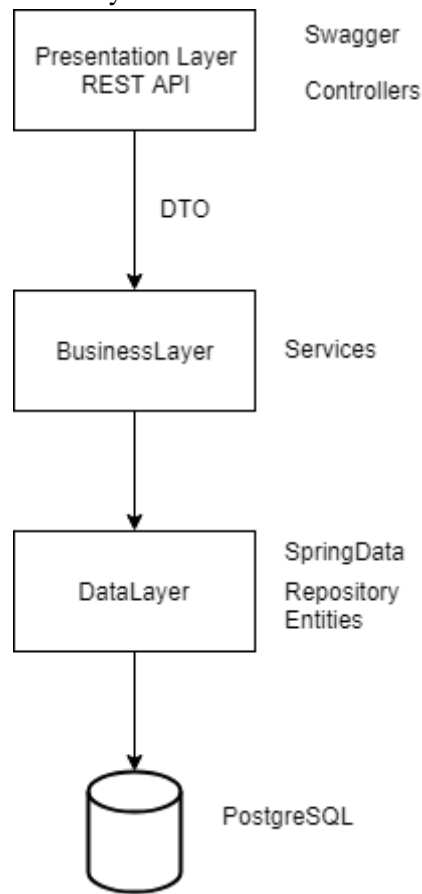 Presentation Layer
REST API
Swagger
Controllers
DTO
BusinessLayer
Services
DataLayer
SpringData
Repository
Entities
PostgreSQL